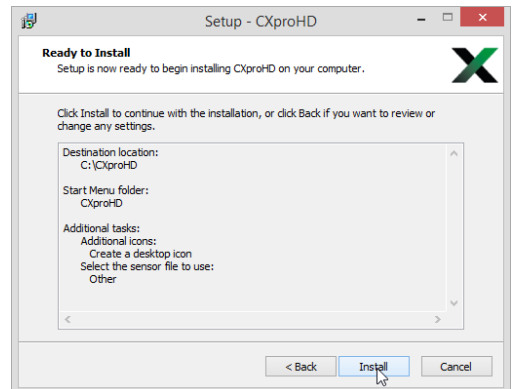 Setup - CXproHD
Ready to Install
Setup is now ready to begin installing CXproHD on your computer.
Click Install to continue with the installation, or click Back if you want to review or
change any settings.
Destination location:
C:\CXproHD
Start Menu folder:
CXproHD
Additional tasks:
Additional icons:
Create a desktop icon
Select the sensor file to use:
Other
< Back
Install
Cancel